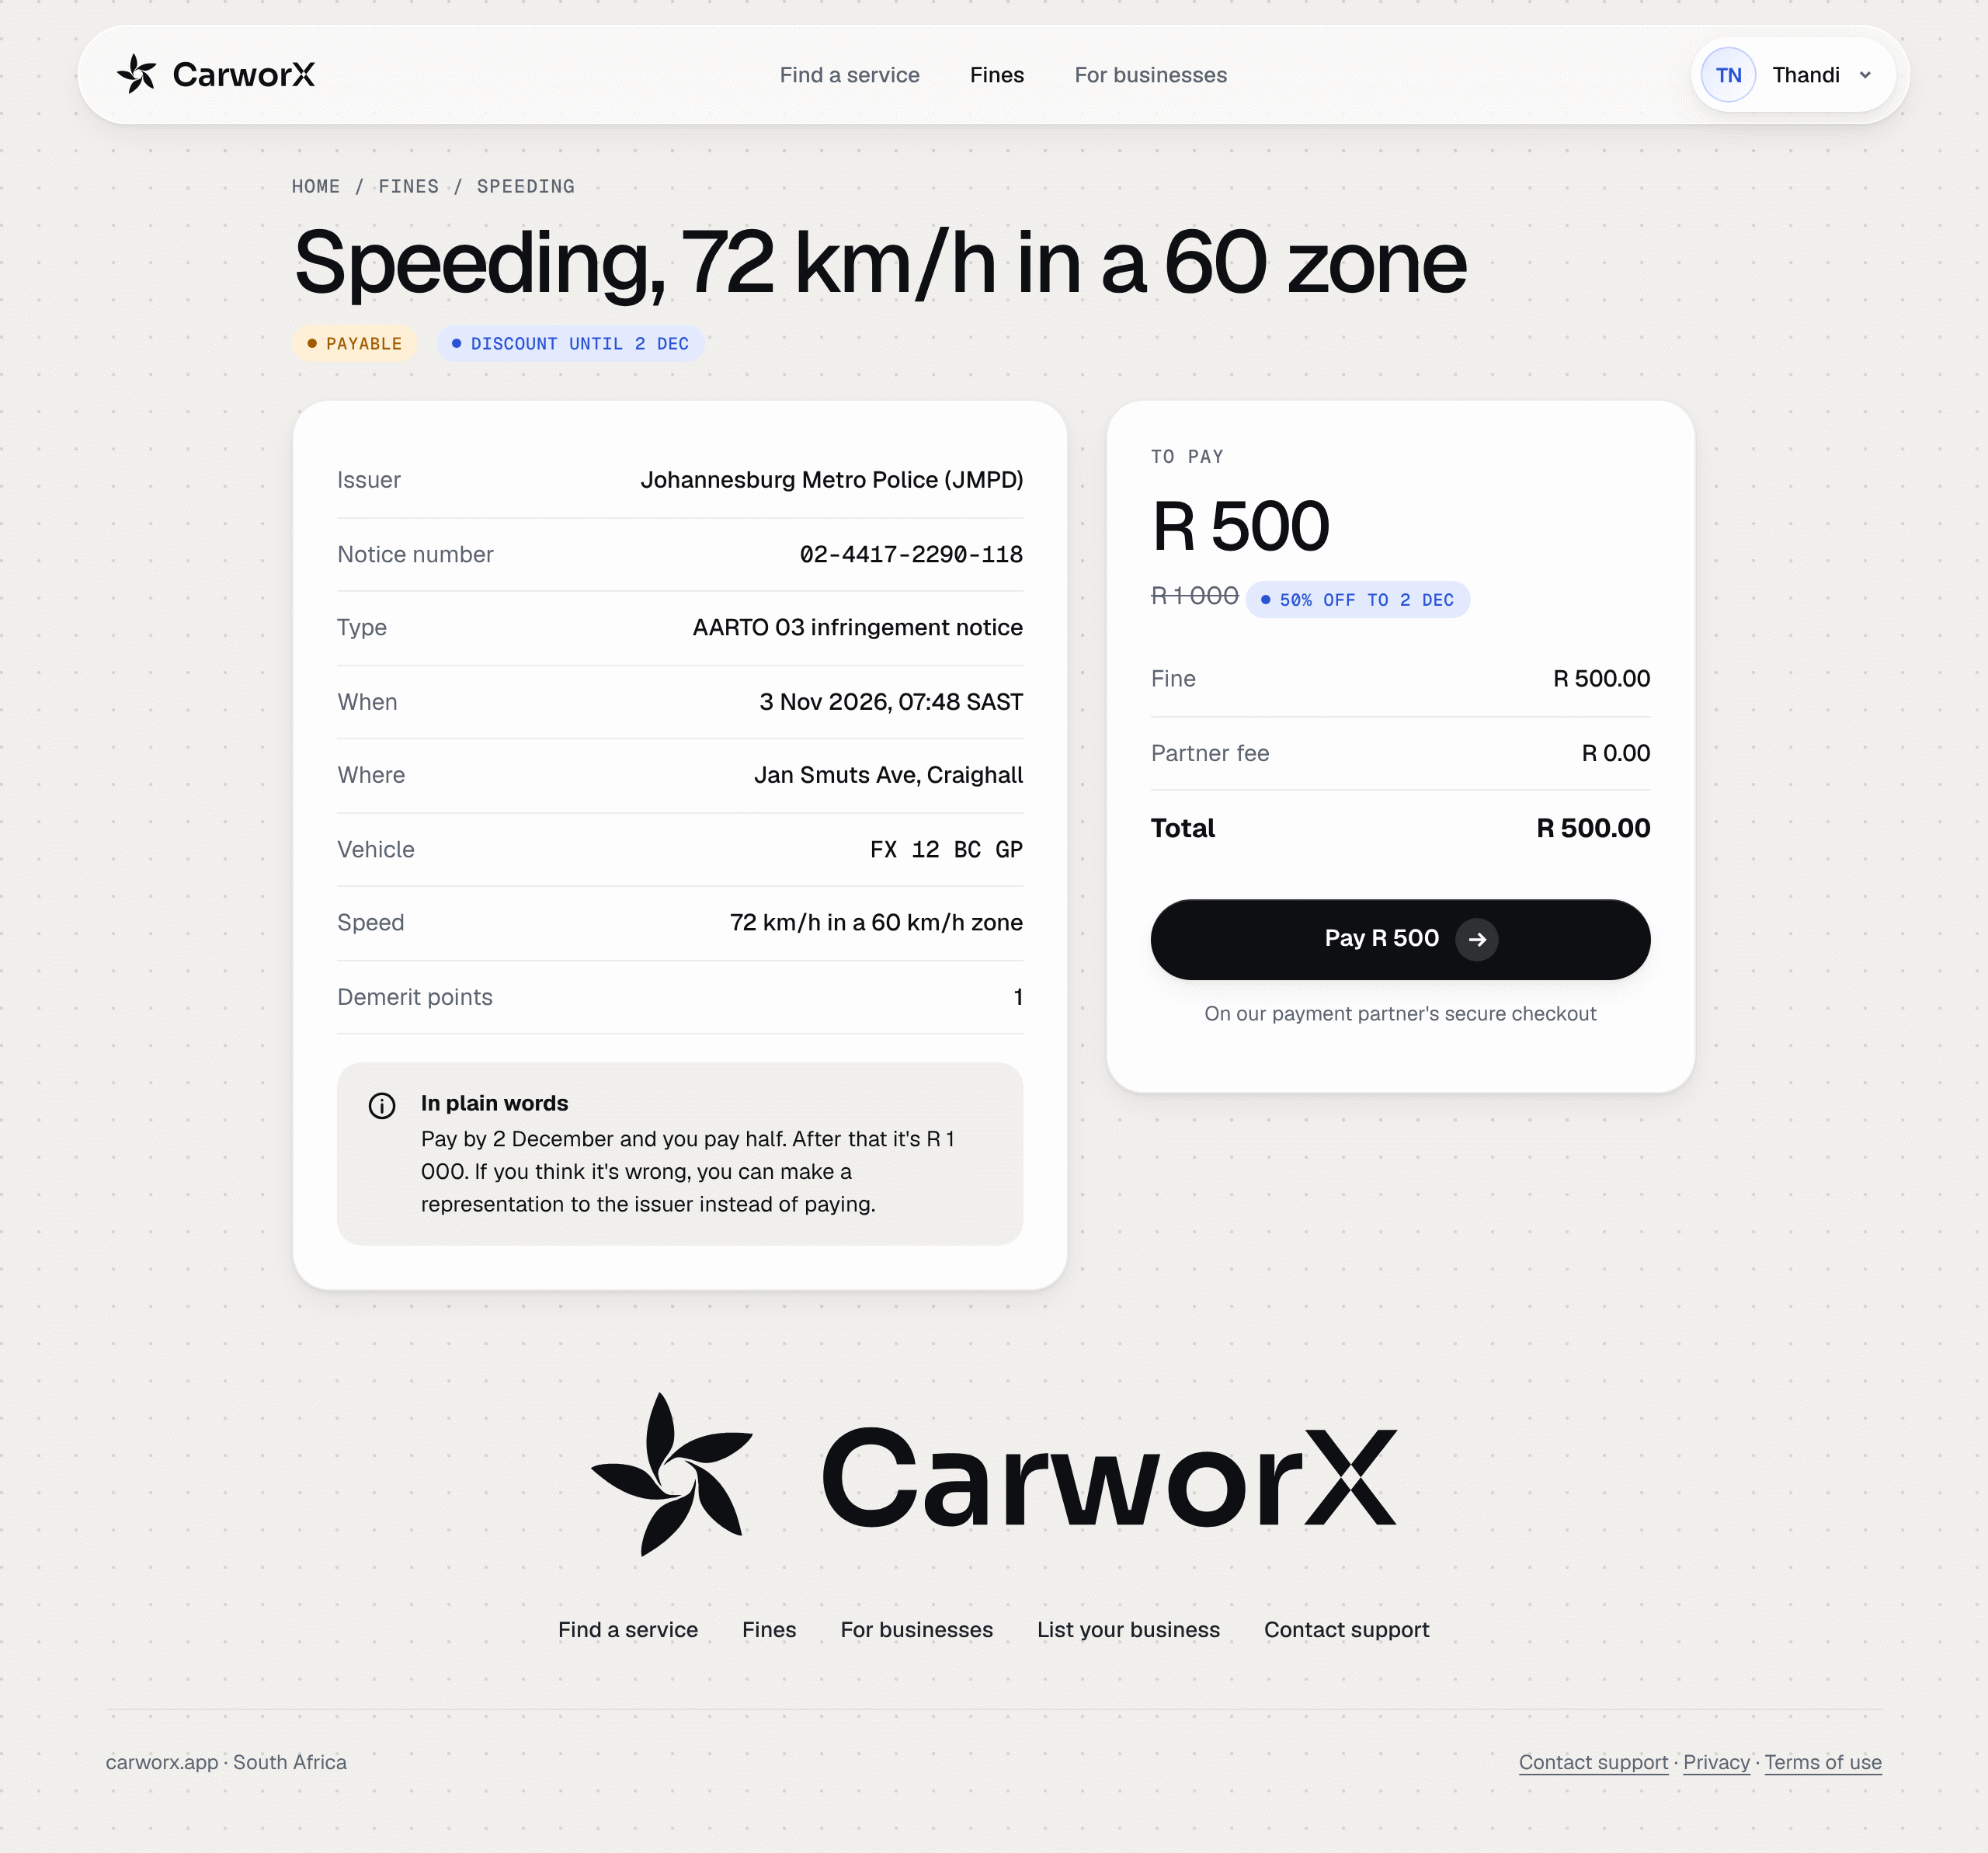 CarworX
Find a service Fines For businesses
TN Thandi
HOME / FINES / SPEEDING
Speeding, 72 km/h in a 60 zone
PAYABLE DISCOUNT UNTIL 2 DEC
Issuer Johannesburg Metro Police (JMPD)
Notice number 02-4417-2290-118
Type AARTO 03 infringement notice
When 3 Nov 2026, 07:48 SAST
Where Jan Smuts Ave, Craighall
Vehicle FX 12 BC GP
Speed 72 km/h in a 60 km/h zone
Demerit points 1
In plain words
Pay by 2 December and you pay half. After that it's R 1
000. If you think it's wrong, you can make a
representation to the issuer instead of paying.
TO PAY
R 500
R 1 000 50% OFF TO 2 DEC
Fine R 500.00
Partner fee R 0.00
Total R 500.00
Pay R 500
On our payment partner's secure checkout
CarworX
Find a service Fines For businesses List your business Contact support
carworx.app · South Africa
Contact support · Privacy · Terms of use